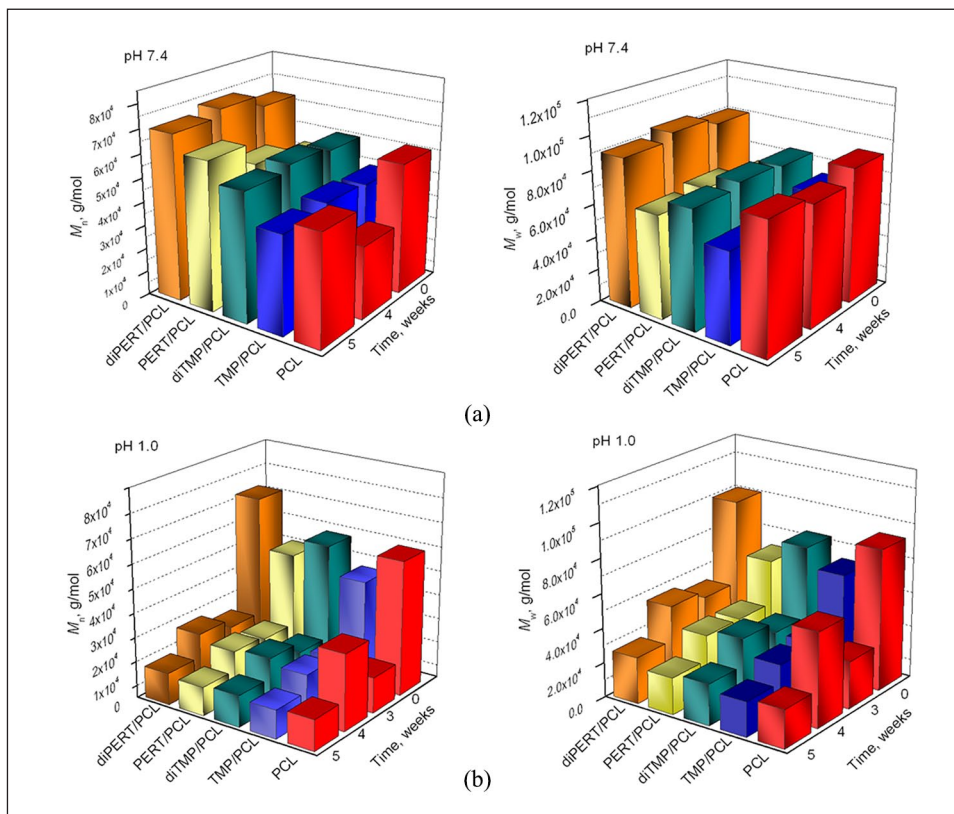 pH 7.4
Mn, g/mol
8x10⁴
7x10⁴
6x10⁴
5x10⁴
4x10⁴
3x10⁴
2x10⁴
1x10⁴
0
diPERT/PCL
PERT/PCL
diTMP/PCL
TMP/PCL
PCL
5
4
0
Time, weeks
pH 7.4
Mw, g/mol
1.2x10⁵
1.0x10⁵
8.0x10⁴
6.0x10⁴
4.0x10⁴
2.0x10⁴
0.0
diPERT/PCL
PERT/PCL
diTMP/PCL
TMP/PCL
PCL
5
4
0
Time, weeks
(a)
pH 1.0
Mn, g/mol
8x10⁴
7x10⁴
6x10⁴
5x10⁴
4x10⁴
3x10⁴
2x10⁴
1x10⁴
0
diPERT/PCL
PERT/PCL
diTMP/PCL
TMP/PCL
PCL
5
4
3
0
Time, weeks
pH 1.0
Mw, g/mol
1.2x10⁵
1.0x10⁵
8.0x10⁴
6.0x10⁴
4.0x10⁴
2.0x10⁴
0.0
diPERT/PCL
PERT/PCL
diTMP/PCL
TMP/PCL
PCL
5
4
3
0
Time, weeks
(b)